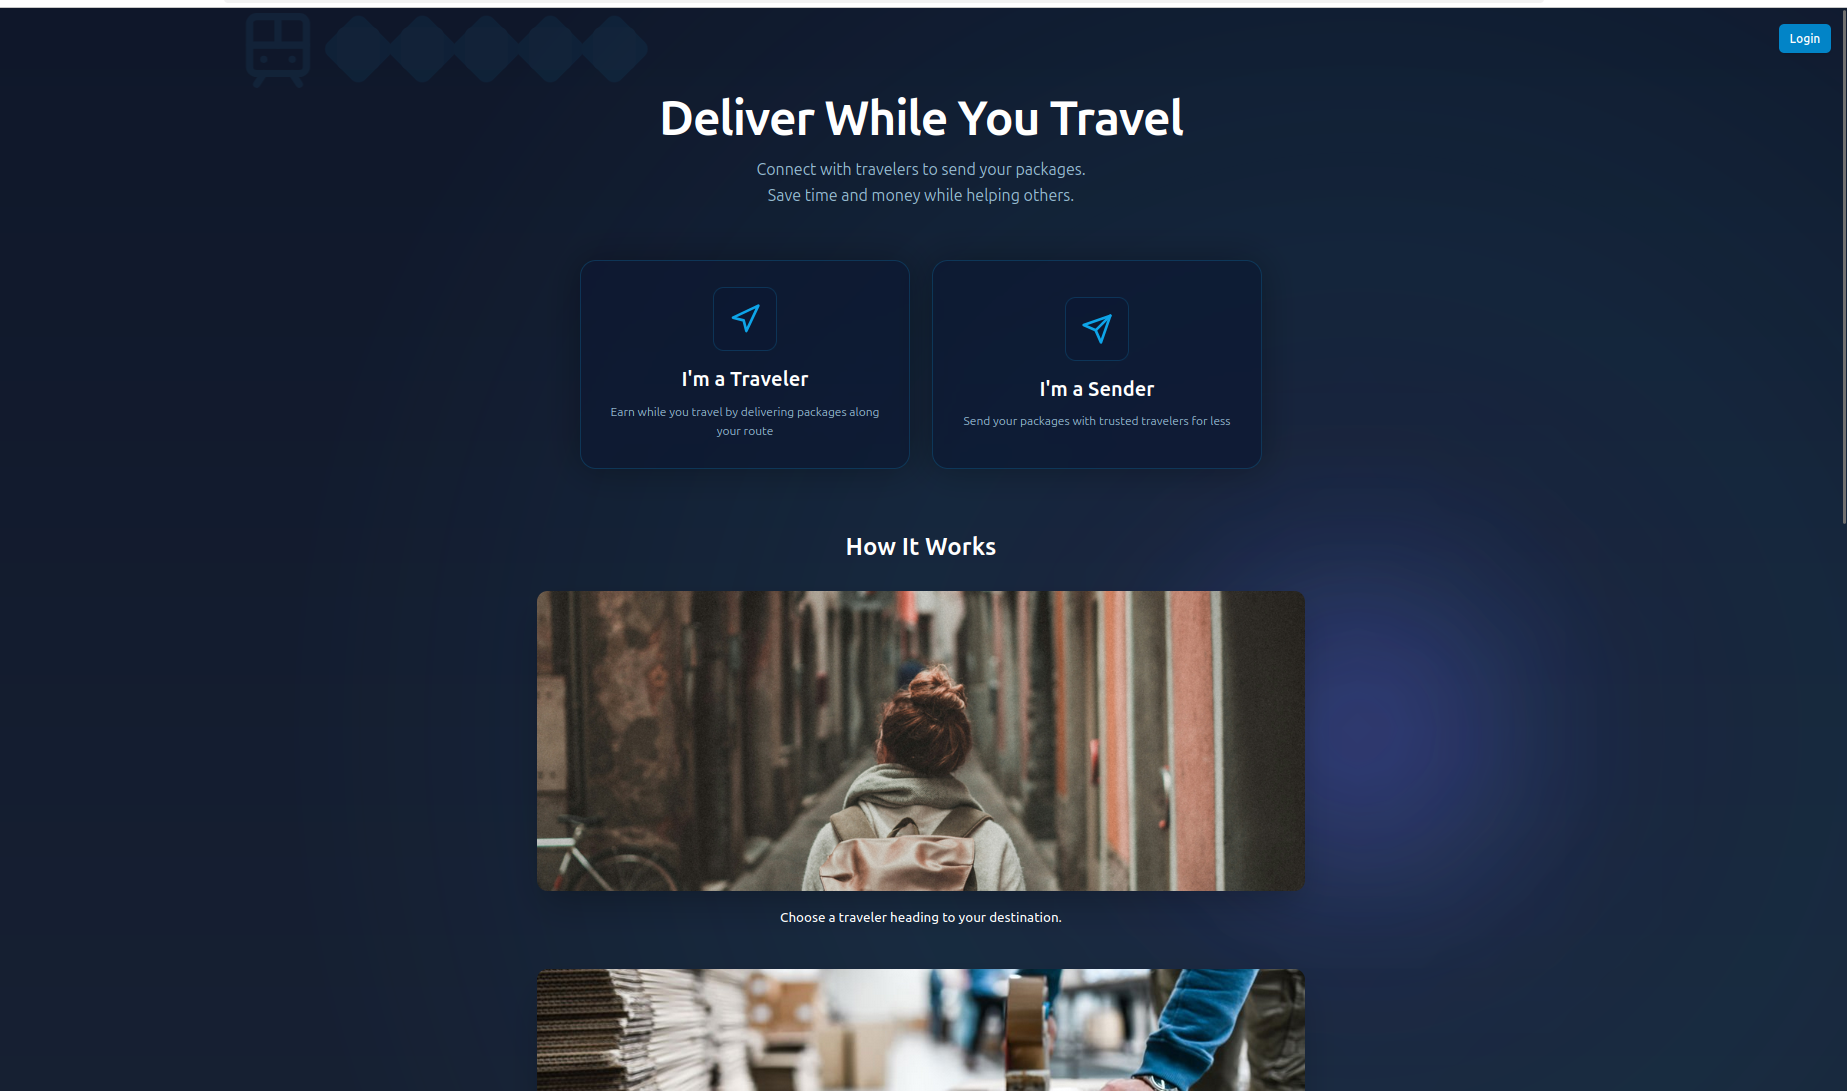 Login
Deliver While You Travel
Connect with travelers to send your packages.
Save time and money while helping others.
I'm a Traveler
Earn while you travel by delivering packages along
your route
I'm a Sender
Send your packages with trusted travelers for less
How It Works
Choose a traveler heading to your destination.